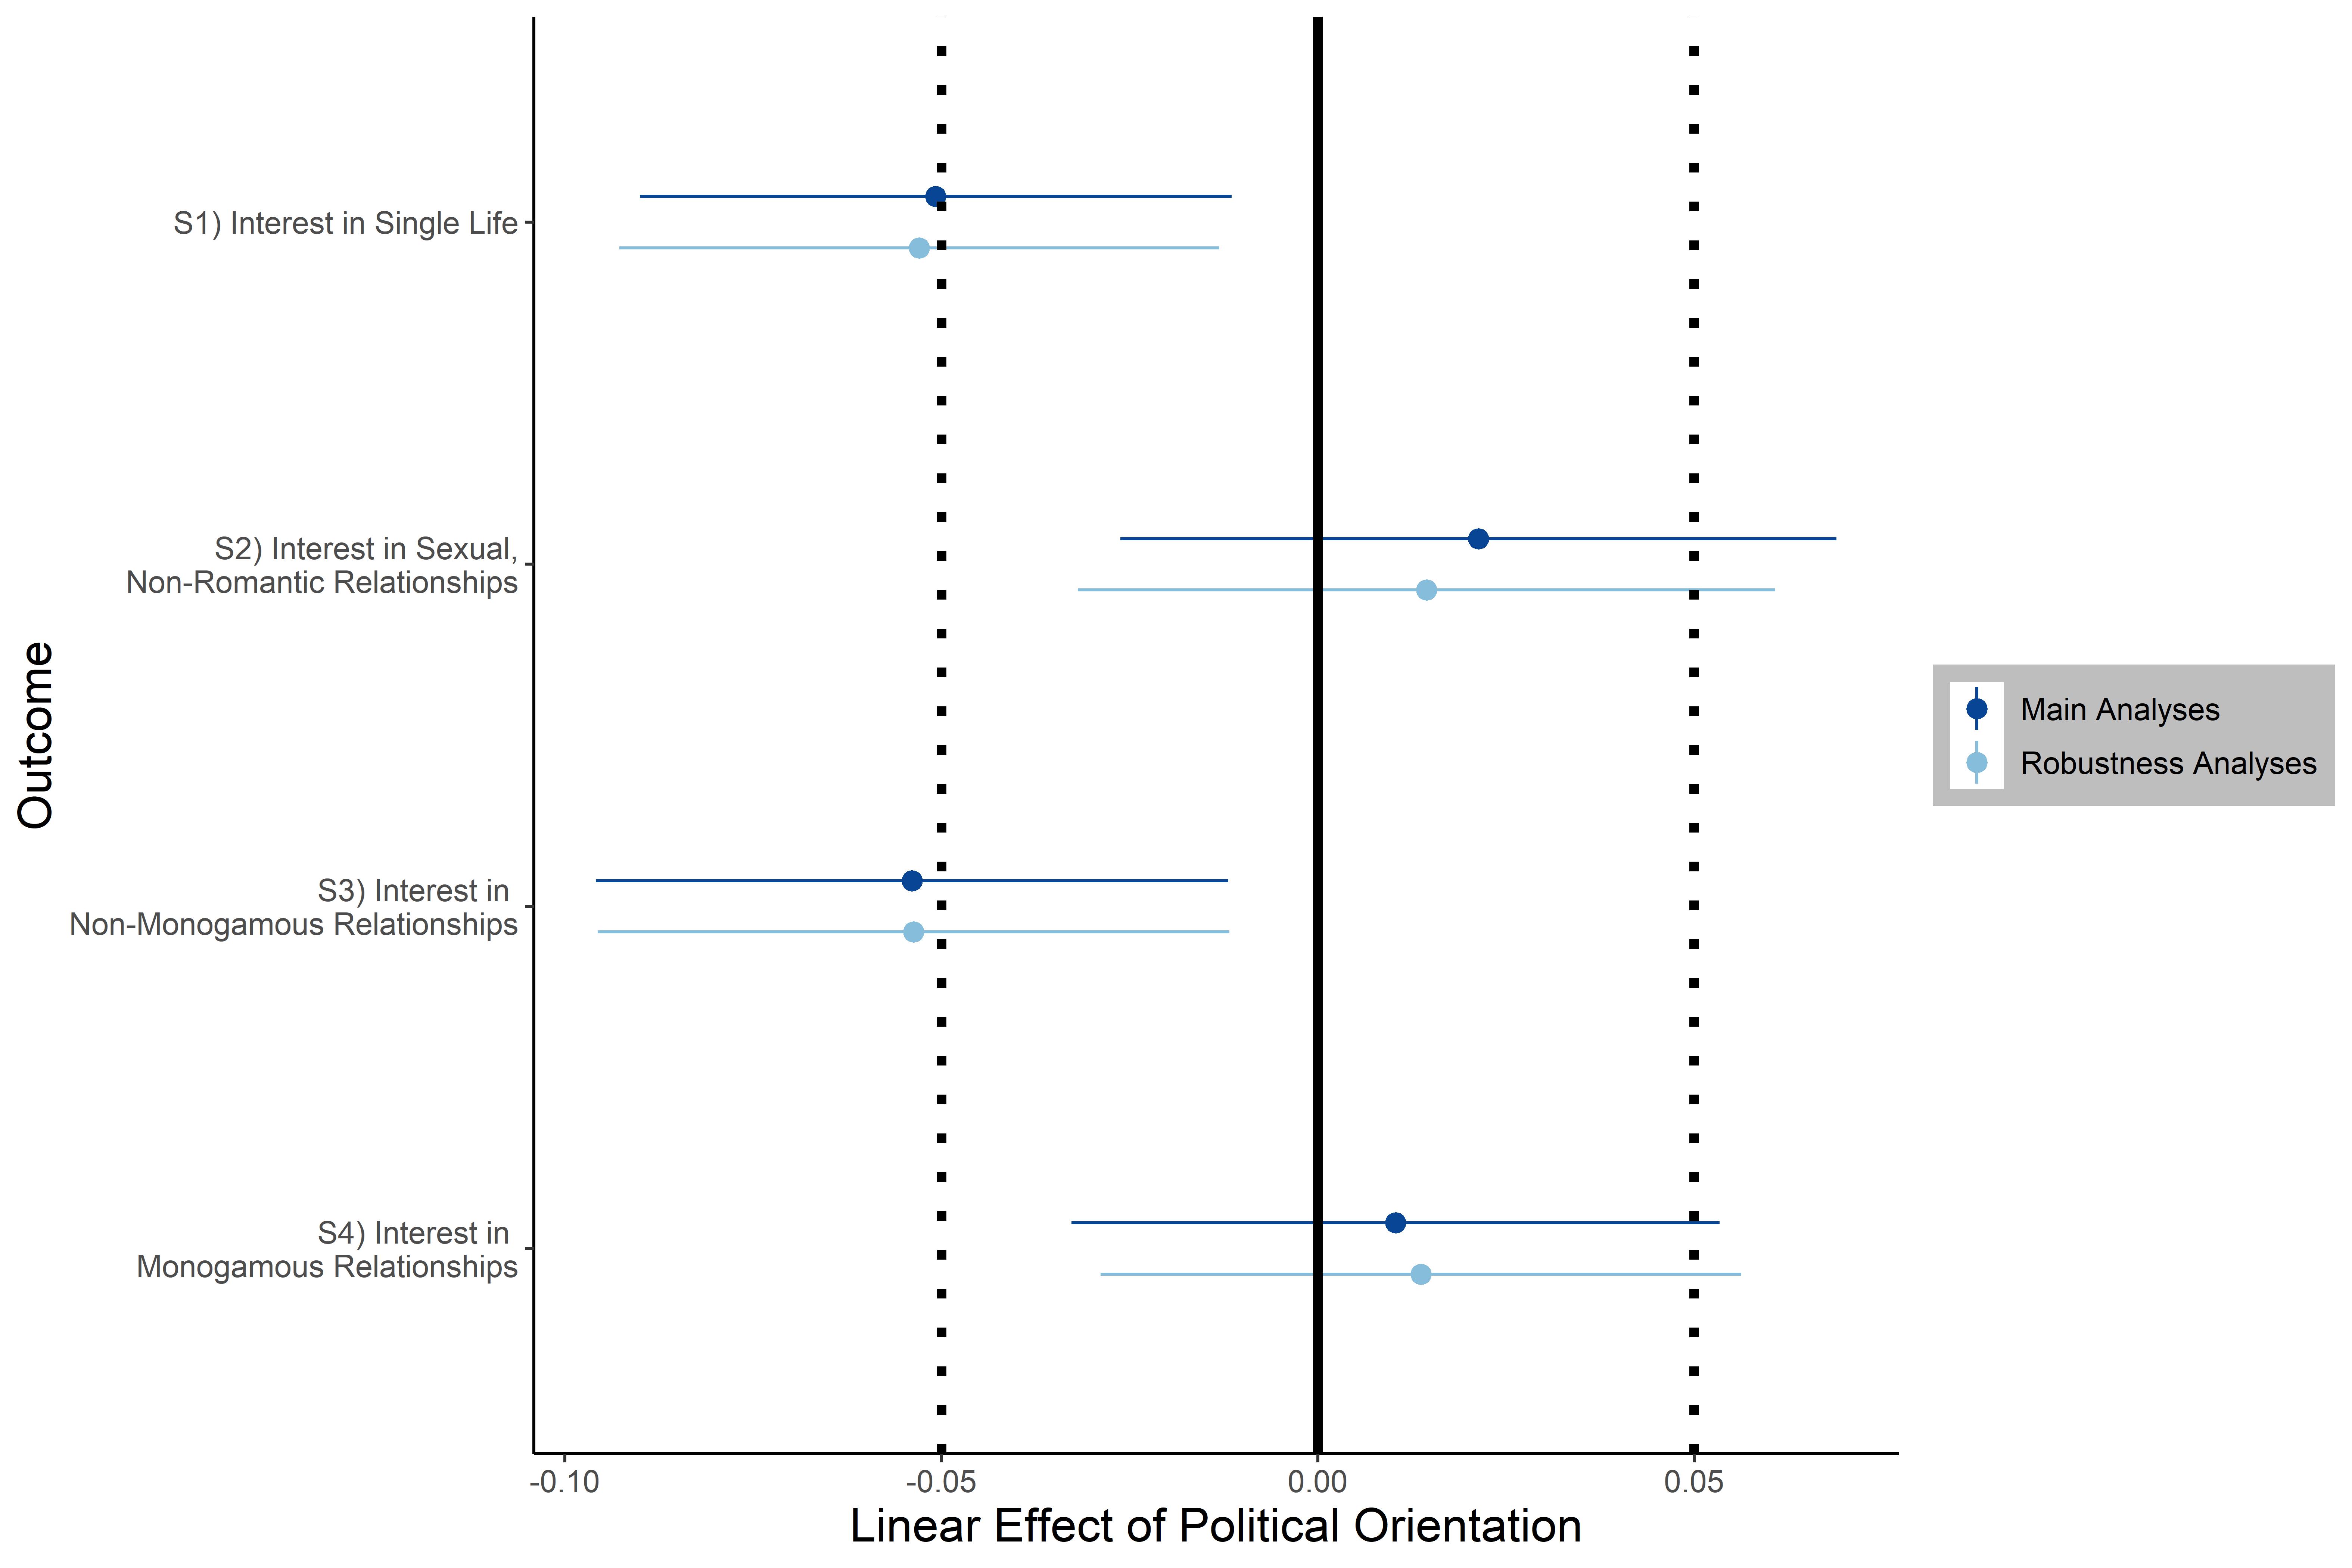 S1) Interest in Single Life
S2) Interest in Sexual,
Non-Romantic Relationships
S3) Interest in
Non-Monogamous Relationships
S4) Interest in
Monogamous Relationships
Outcome
-0.10
-0.05
0.00
0.05
Linear Effect of Political Orientation
Main Analyses
Robustness Analyses